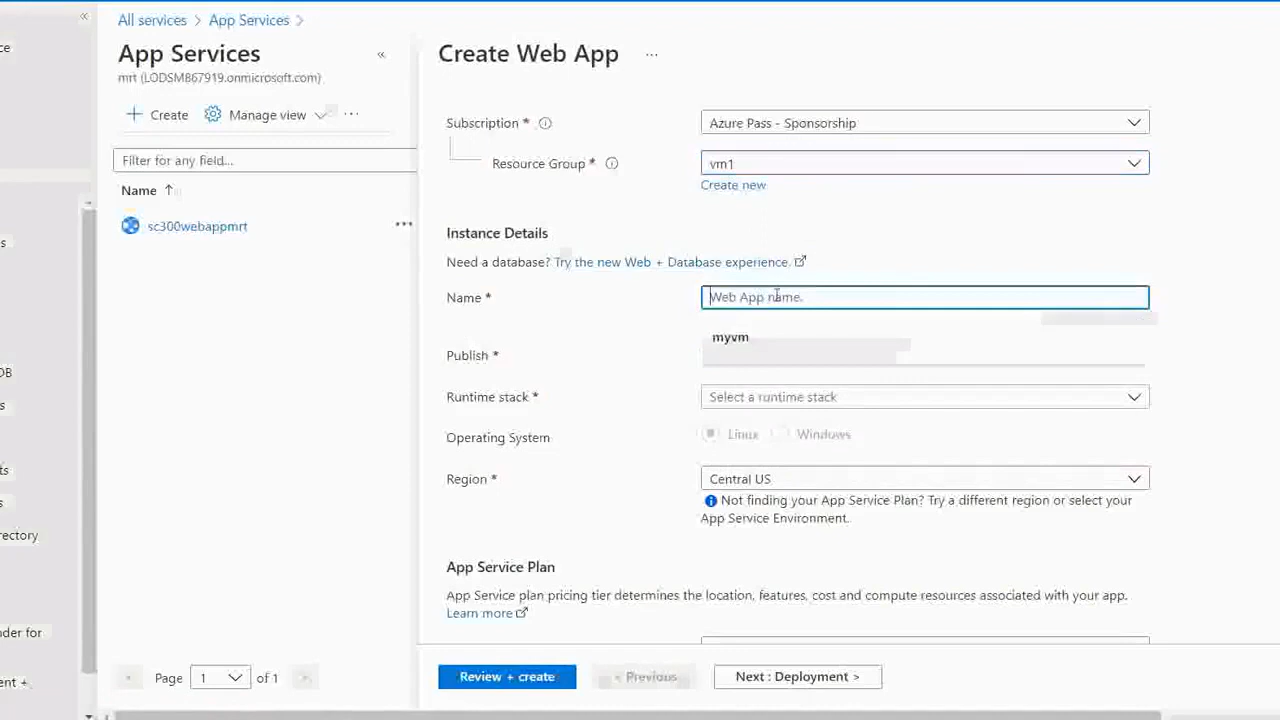 All services > App Services >
App Services
mrt (LODSM867919.onmicrosoft.com)
+ Create Manage view ...
Filter for any field...
Name ↑
sc300webappmrt ...
Page 1 of 1
Create Web App ...
Subscription * Azure Pass - Sponsorship
Resource Group * vm1
Create new
Instance Details
Need a database? Try the new Web + Database experience.
Name * Web App name.
myvm
Publish *
Runtime stack * Select a runtime stack
Operating System Linux Windows
Region * Central US
Not finding your App Service Plan? Try a different region or select your
App Service Environment.
App Service Plan
App Service plan pricing tier determines the location, features, cost and compute resources associated with your app.
Learn more
Review + create < Previous Next : Deployment >